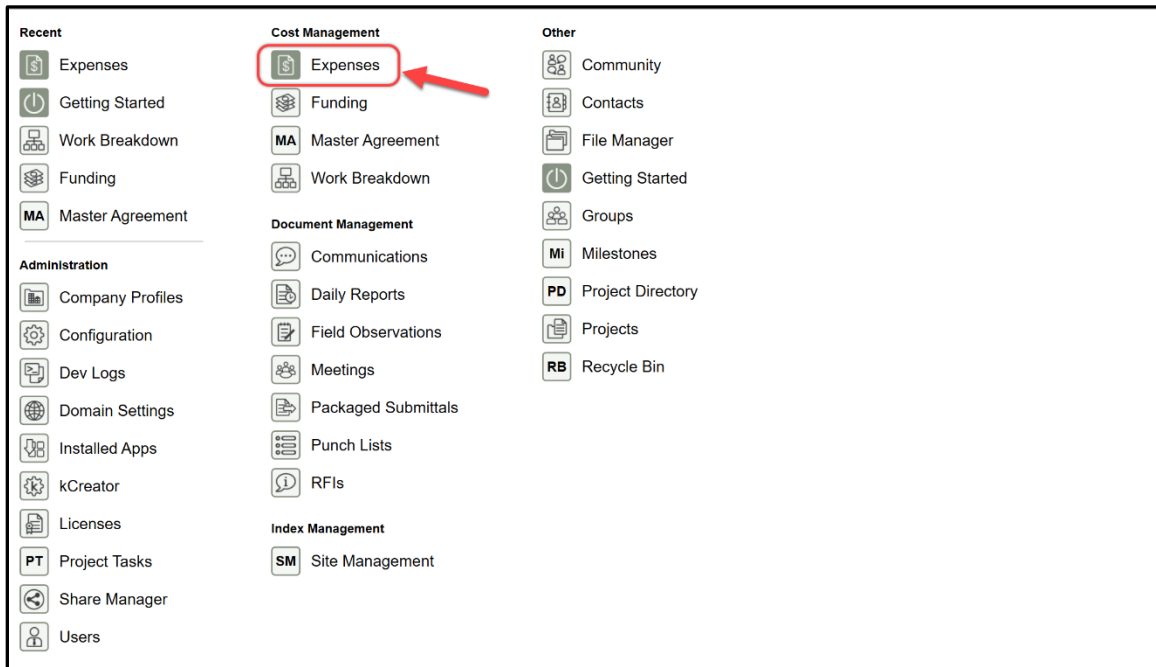 Recent
Expenses
Getting Started
Work Breakdown
Funding
MA Master Agreement
Administration
Company Profiles
Configuration
Dev Logs
Domain Settings
Installed Apps
k kCreator
Licenses
PT Project Tasks
Share Manager
Users
Cost Management
Expenses
Funding
MA Master Agreement
Work Breakdown
Document Management
Communications
Daily Reports
Field Observations
Meetings
Packaged Submittals
Punch Lists
RFIs
Index Management
SM Site Management
Other
Community
Contacts
File Manager
Getting Started
Groups
Mi Milestones
PD Project Directory
Projects
RB Recycle Bin